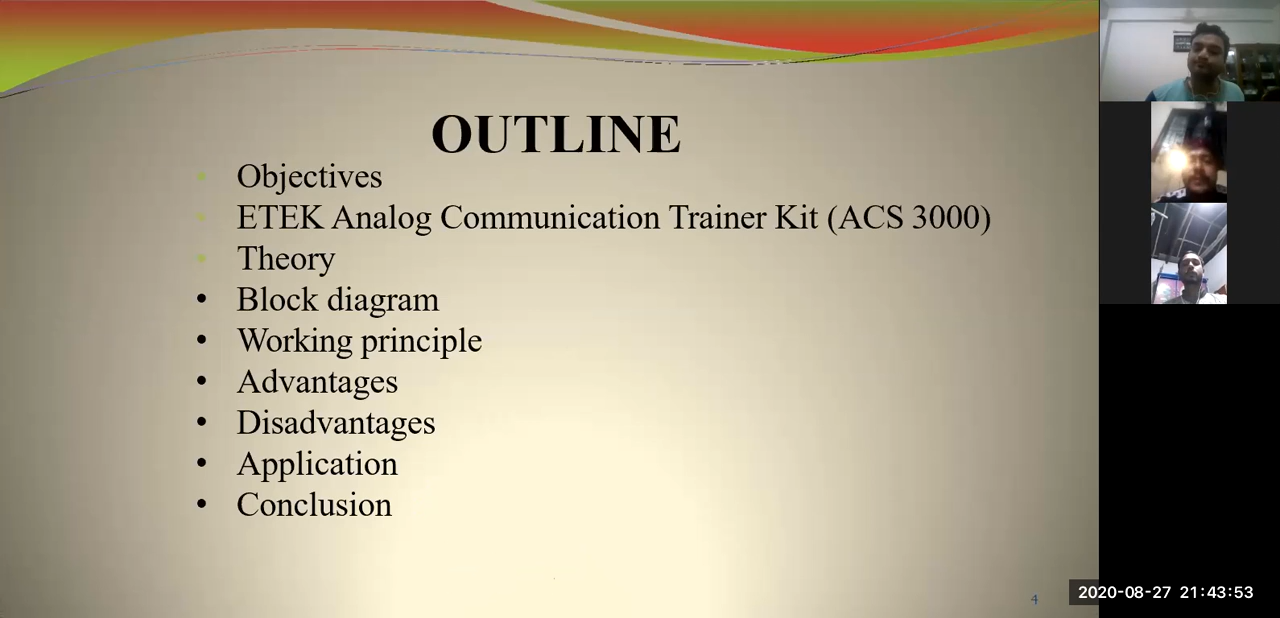 OUTLINE
• Objectives
• ETEK Analog Communication Trainer Kit (ACS 3000)
• Theory
• Block diagram
• Working principle
• Advantages
• Disadvantages
• Application
• Conclusion
4
2020-08-27 21:43:53